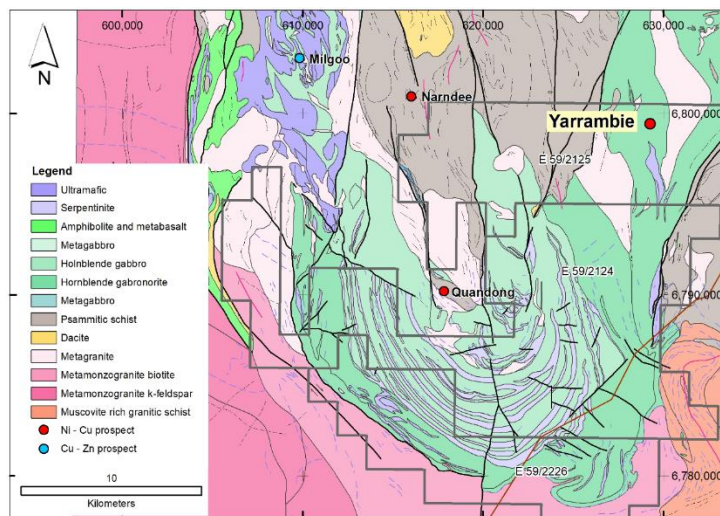 600,000
610,000
620,000
630,000
N
Milgoo
Narndee
6,800,000
Yarrambie
E 59/2125
Legend
Ultramafic
Serpentinite
Amphibolite and metabasalt
Metagabbro
Holnblende gabbro
Hornblende gabbronorite
Metagabbro
Psammitic schist
Dacite
Metagranite
Metamonzogranite biotite
Metamonzogranite k-feldspar
Muscovite rich granitic schist
Ni - Cu prospect
Cu - Zn prospect
E 59/2124
Quandong
6,790,000
10
Kilometers
E 59/2226
6,780,000